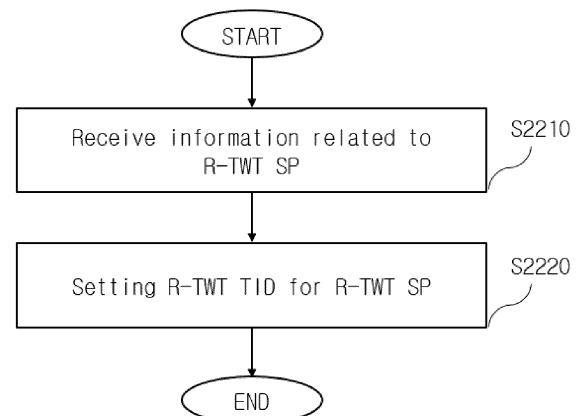 START
Receive information related to
R-TWT SP
S2210
Setting R-TWT TID for R-TWT SP
S2220
END